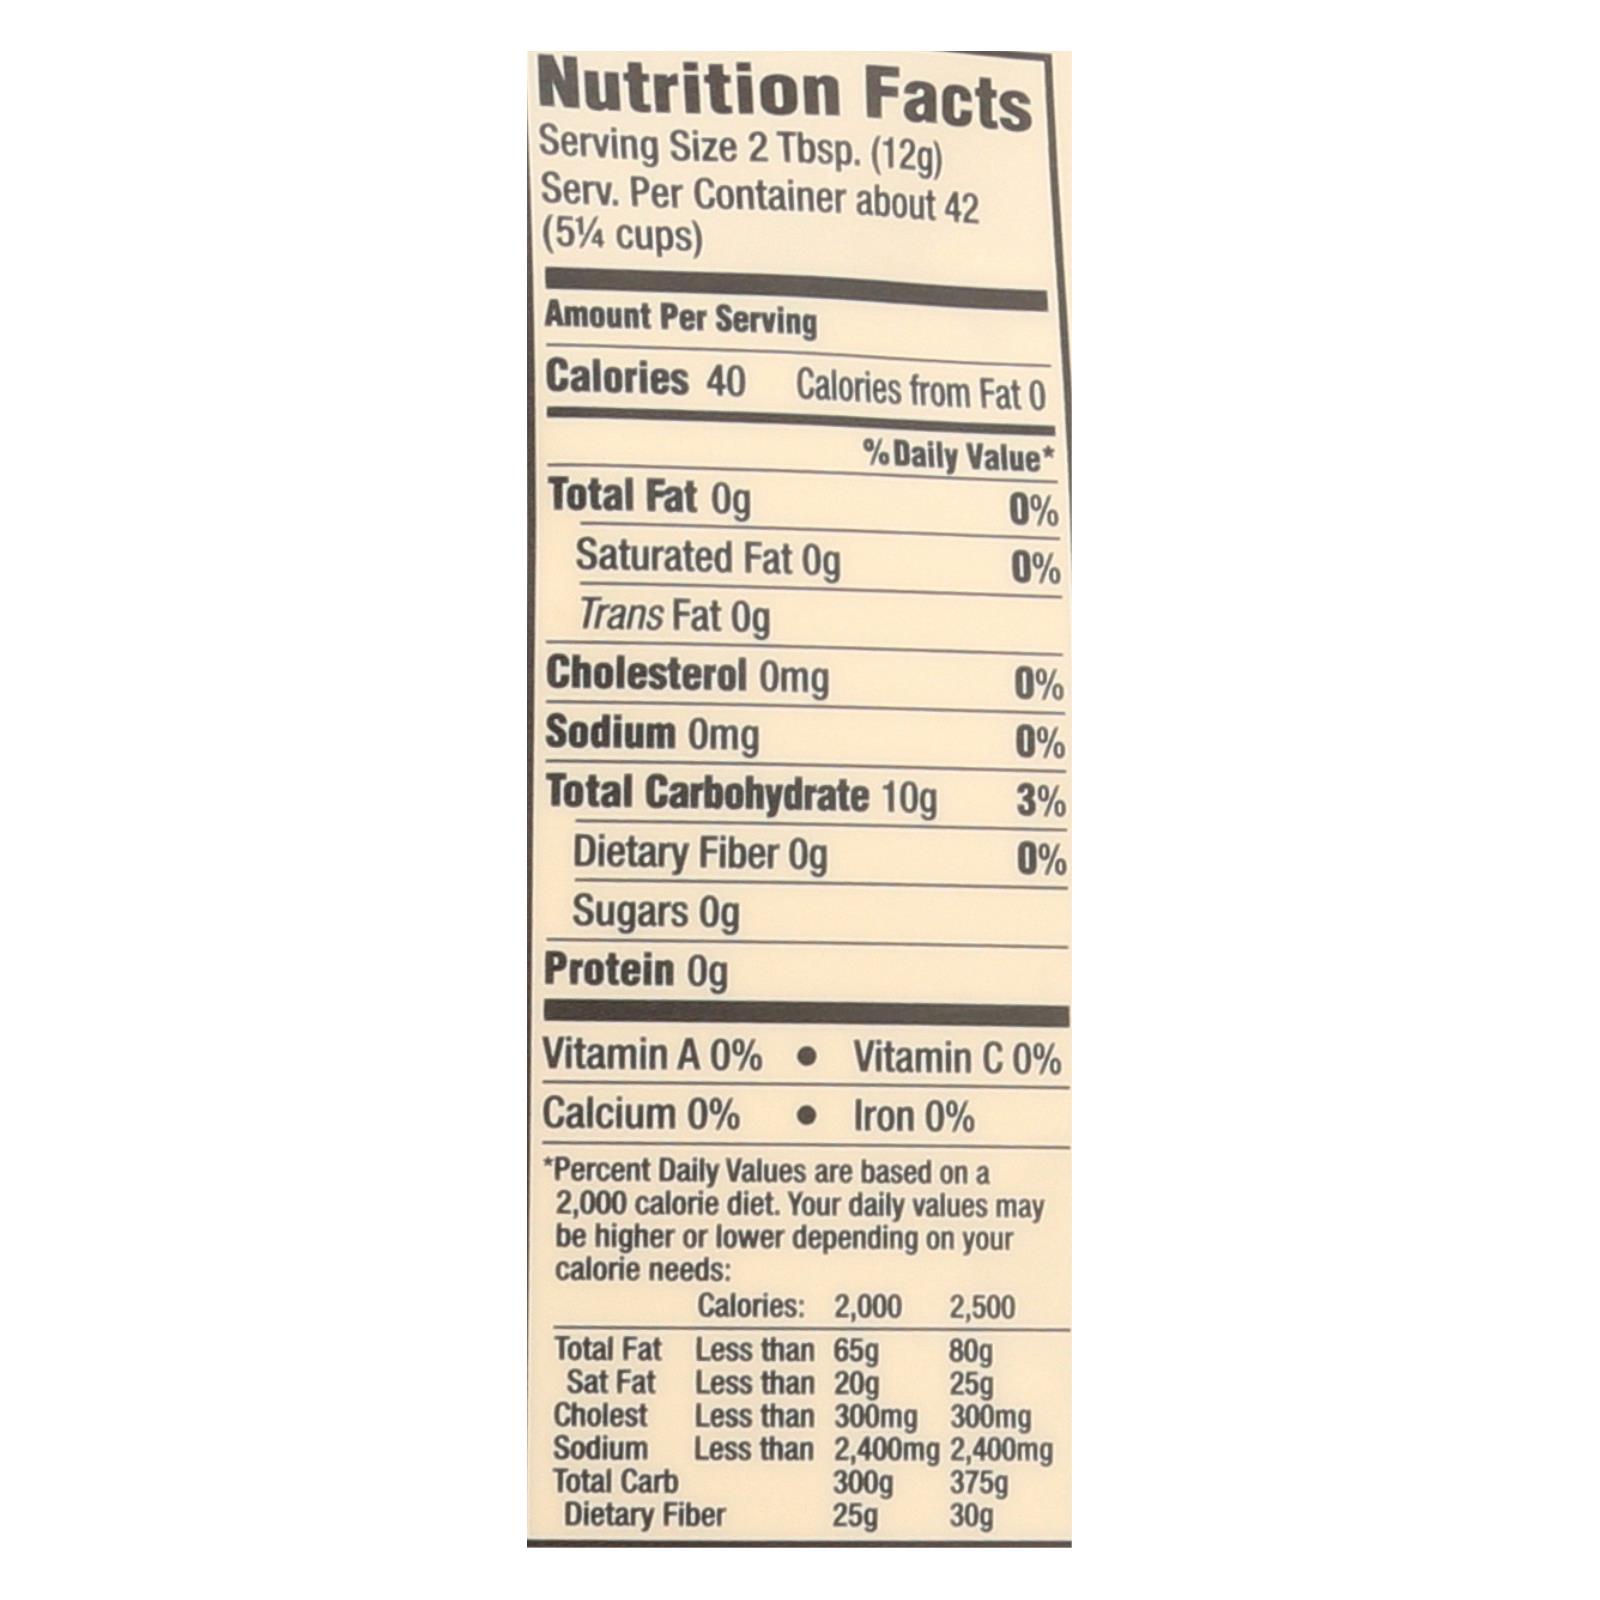 Nutrition Facts
Serving Size 2 Tbsp. (12g)
Serv. Per Container about 42
(5¼ cups)
Amount Per Serving
Calories 40 Calories from Fat 0
% Daily Value*
Total Fat 0g 0%
Saturated Fat 0g 0%
Trans Fat 0g
Cholesterol 0mg 0%
Sodium 0mg 0%
Total Carbohydrate 10g 3%
Dietary Fiber 0g 0%
Sugars 0g
Protein 0g
Vitamin A 0% • Vitamin C 0%
Calcium 0% • Iron 0%
*Percent Daily Values are based on a
2,000 calorie diet. Your daily values may
be higher or lower depending on your
calorie needs:
Calories: 2,000 2,500
Total Fat Less than 65g 80g
Sat Fat Less than 20g 25g
Cholest Less than 300mg 300mg
Sodium Less than 2,400mg 2,400mg
Total Carb 300g 375g
Dietary Fiber 25g 30g